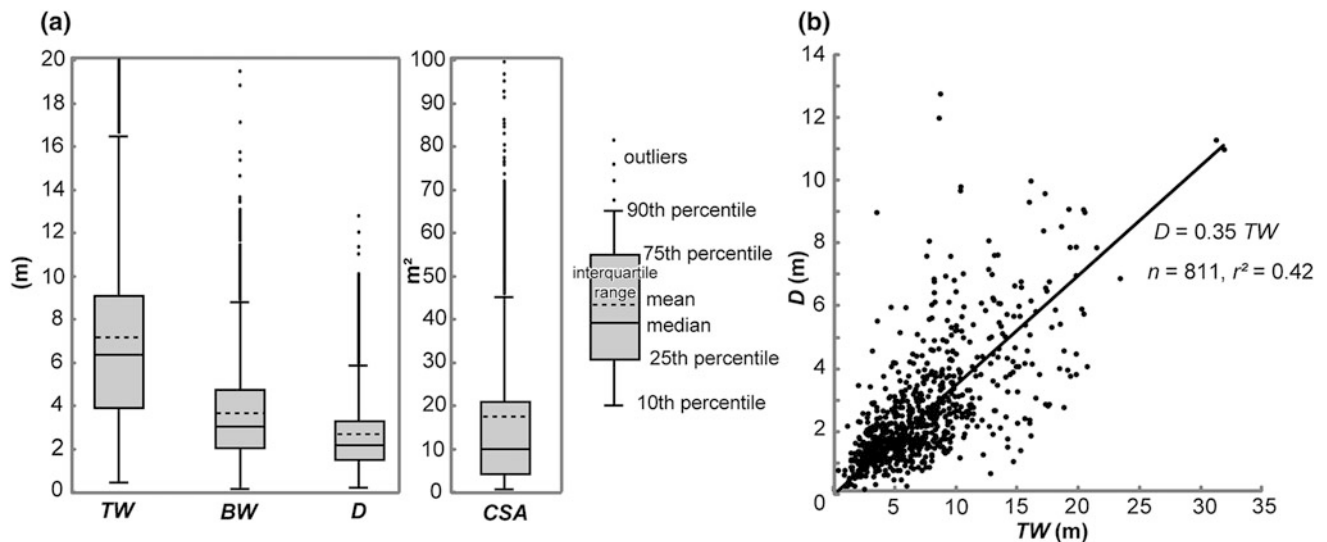 (a)
20
18
16
14
12
10
8
6
4
2
0
(m)
TW
BW
D
100
90
80
70
60
50
40
30
20
10
0
m²
CSA
outliers
90th percentile
75th percentile
interquartile
range
mean
median
25th percentile
10th percentile
(b)
14
12
10
8
6
4
2
0
D (m)
D = 0.35 TW
n = 811, r² = 0.42
5
10
15
20
25
30
35
TW (m)